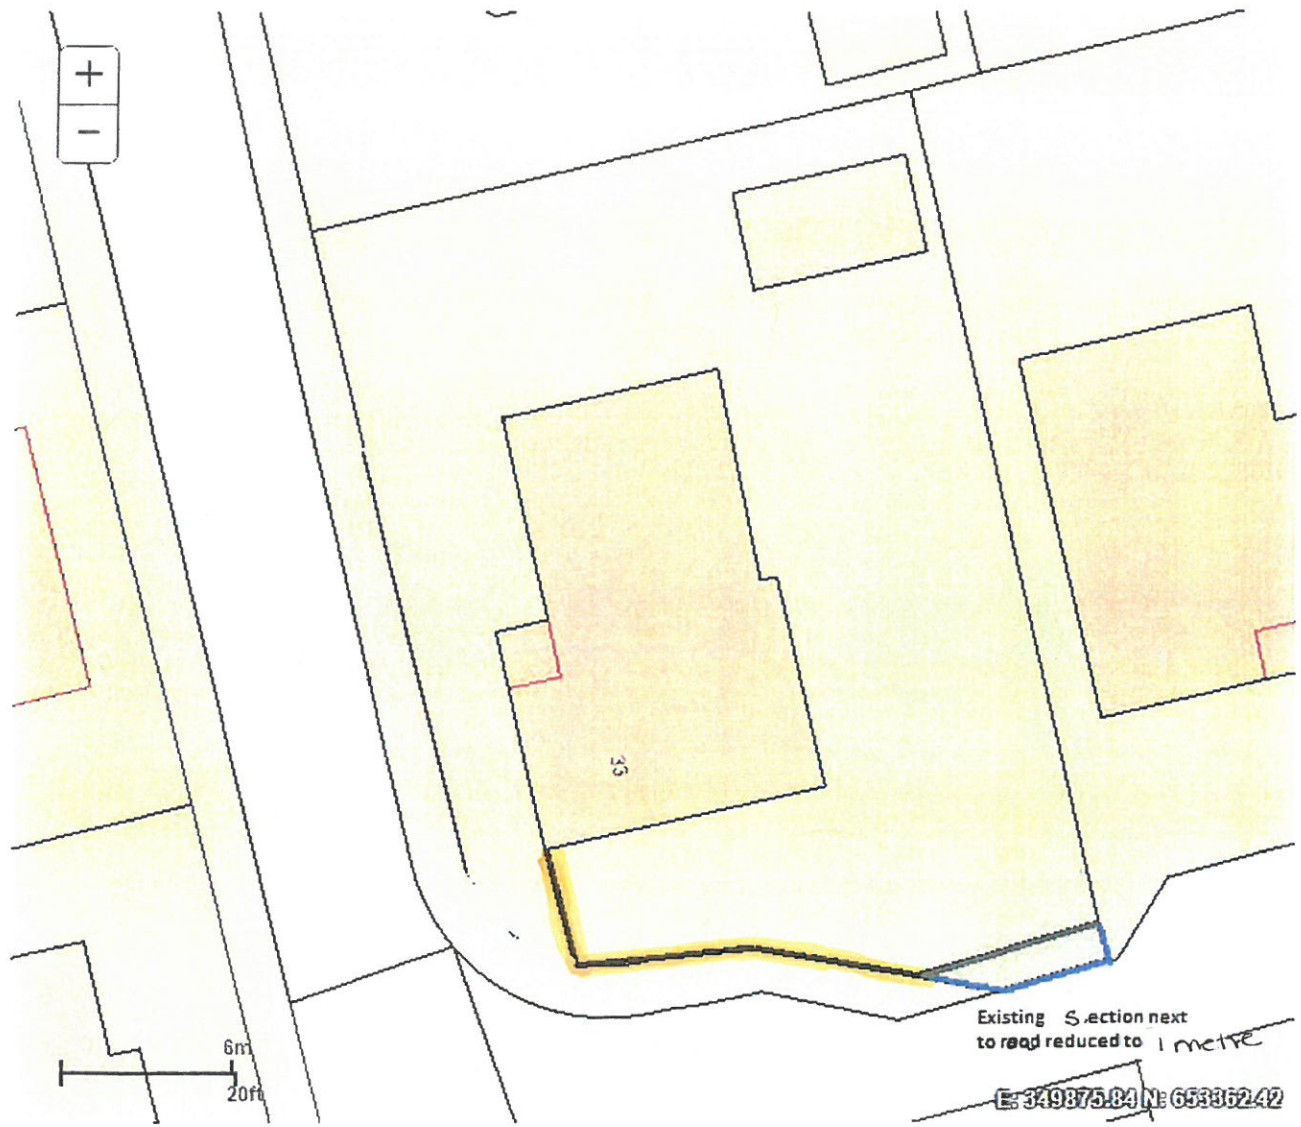 +
−
33
Existing Section next
to road reduced to 1 metre
6m
20ft
E: 349875.84 N: 653362.42